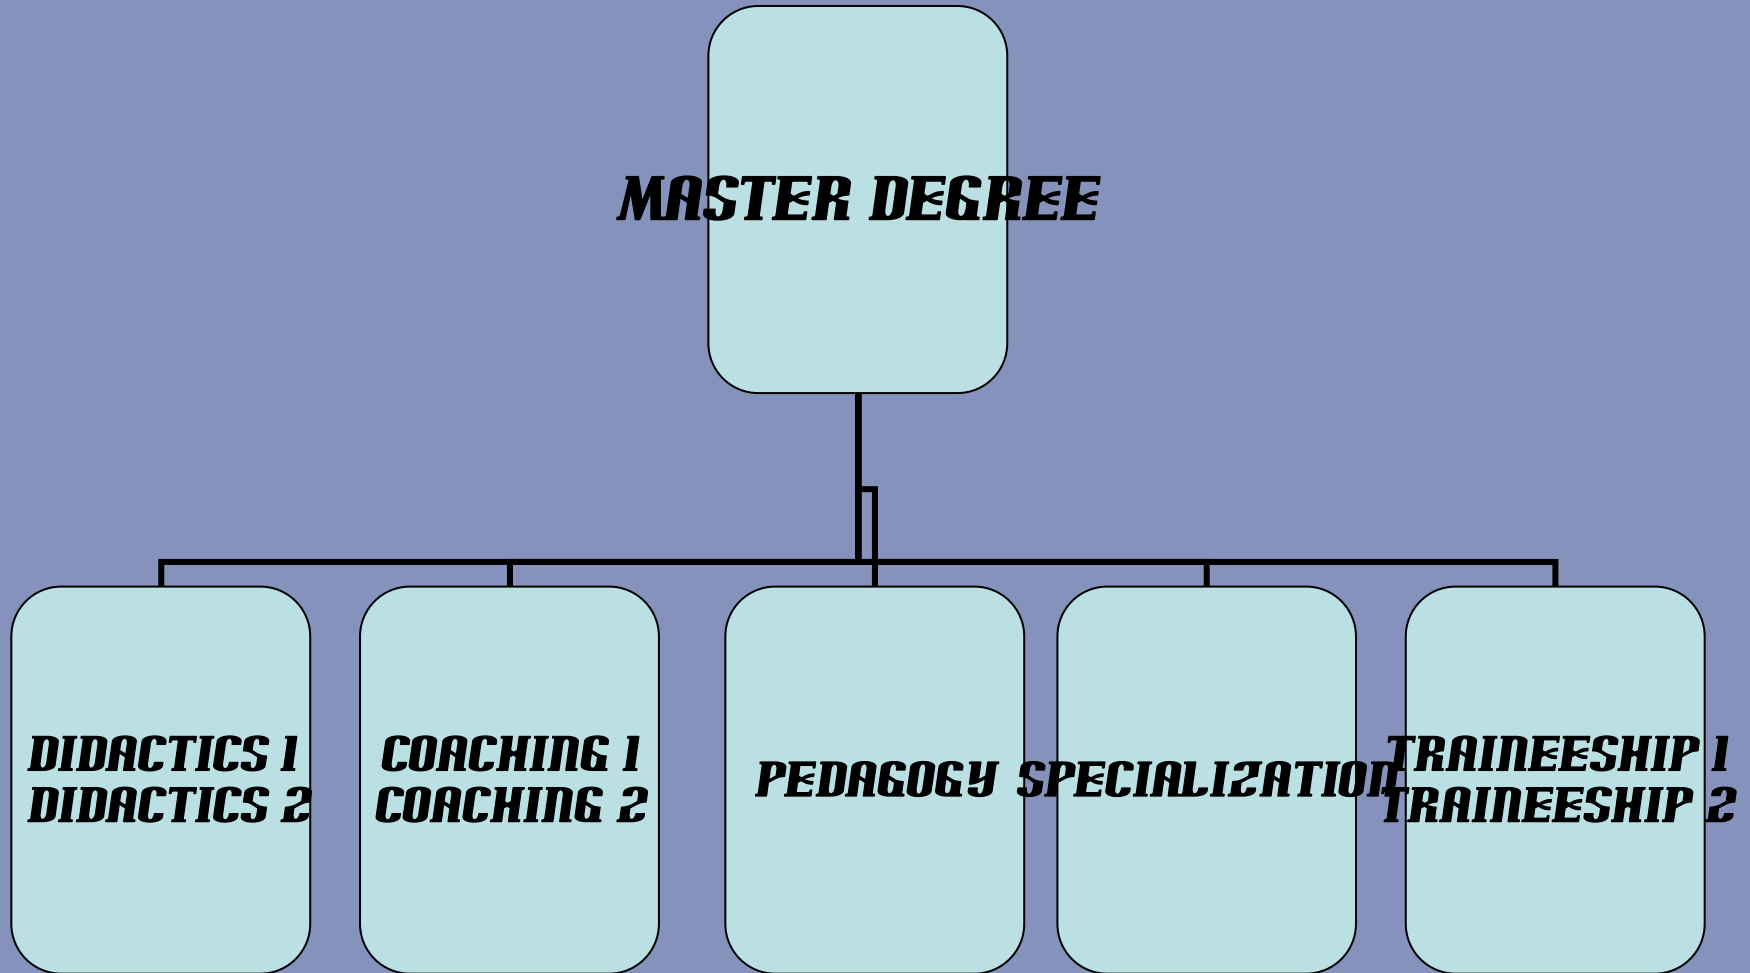 MASTER DEGREE
DIDACTICS 1
DIDACTICS 2
COACHING 1
COACHING 2
PEDAGOGY
SPECIALIZATION
TRAINEESHIP 1
TRAINEESHIP 2